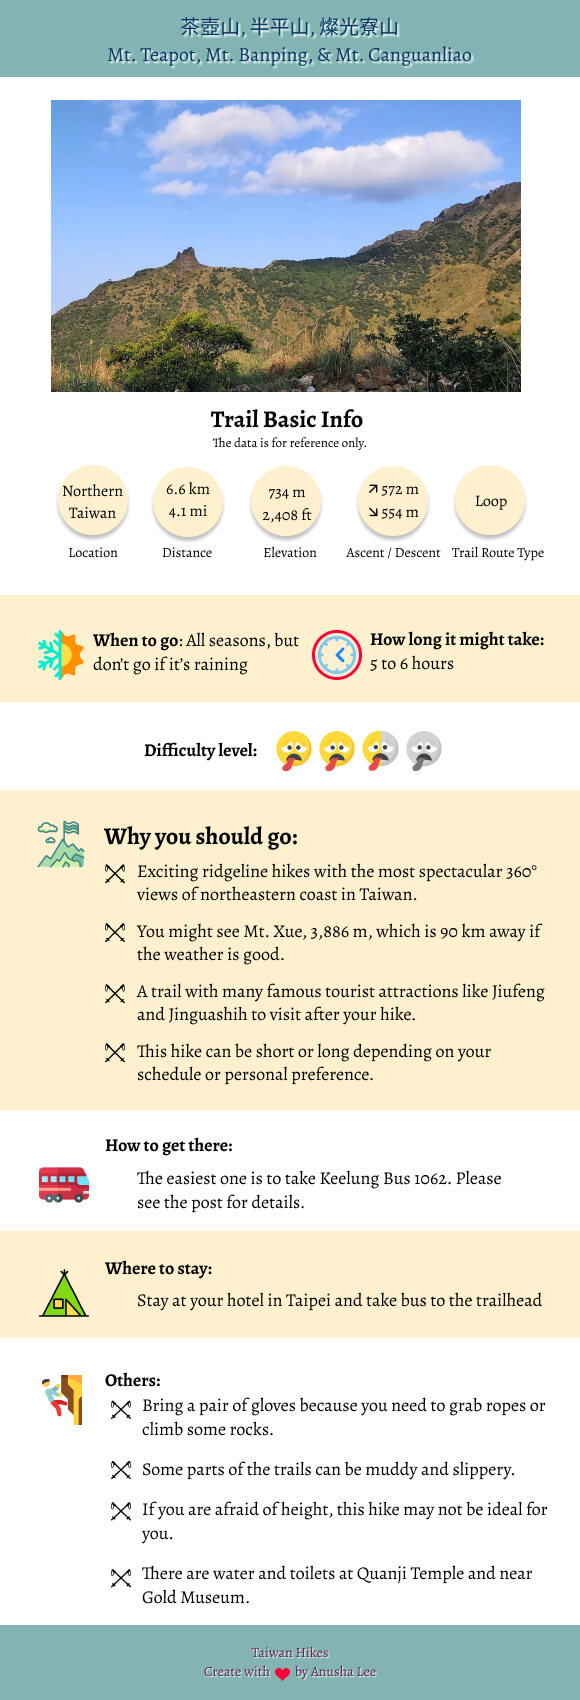 茶壺山, 半平山, 燦光寮山
Mt. Teapot, Mt. Banping, & Mt. Canguanliao
Trail Basic Info
The data is for reference only.
Northern
Taiwan
Location
6.6 km
4.1 mi
Distance
734 m
2,408 ft
Elevation
↗ 572 m
↘ 554 m
Ascent / Descent
Loop
Trail Route Type
When to go: All seasons, but
don't go if it's raining
How long it might take:
5 to 6 hours
Difficulty level:
Why you should go:
Exciting ridgeline hikes with the most spectacular 360°
views of northeastern coast in Taiwan.
You might see Mt. Xue, 3,886 m, which is 90 km away if
the weather is good.
A trail with many famous tourist attractions like Jiufeng
and Jinguashih to visit after your hike.
This hike can be short or long depending on your
schedule or personal preference.
How to get there:
The easiest one is to take Keelung Bus 1062. Please
see the post for details.
Where to stay:
Stay at your hotel in Taipei and take bus to the trailhead
Others:
Bring a pair of gloves because you need to grab ropes or
climb some rocks.
Some parts of the trails can be muddy and slippery.
If you are afraid of height, this hike may not be ideal for
you.
There are water and toilets at Quanji Temple and near
Gold Museum.
Taiwan Hikes
Create with ❤ by Anusha Lee